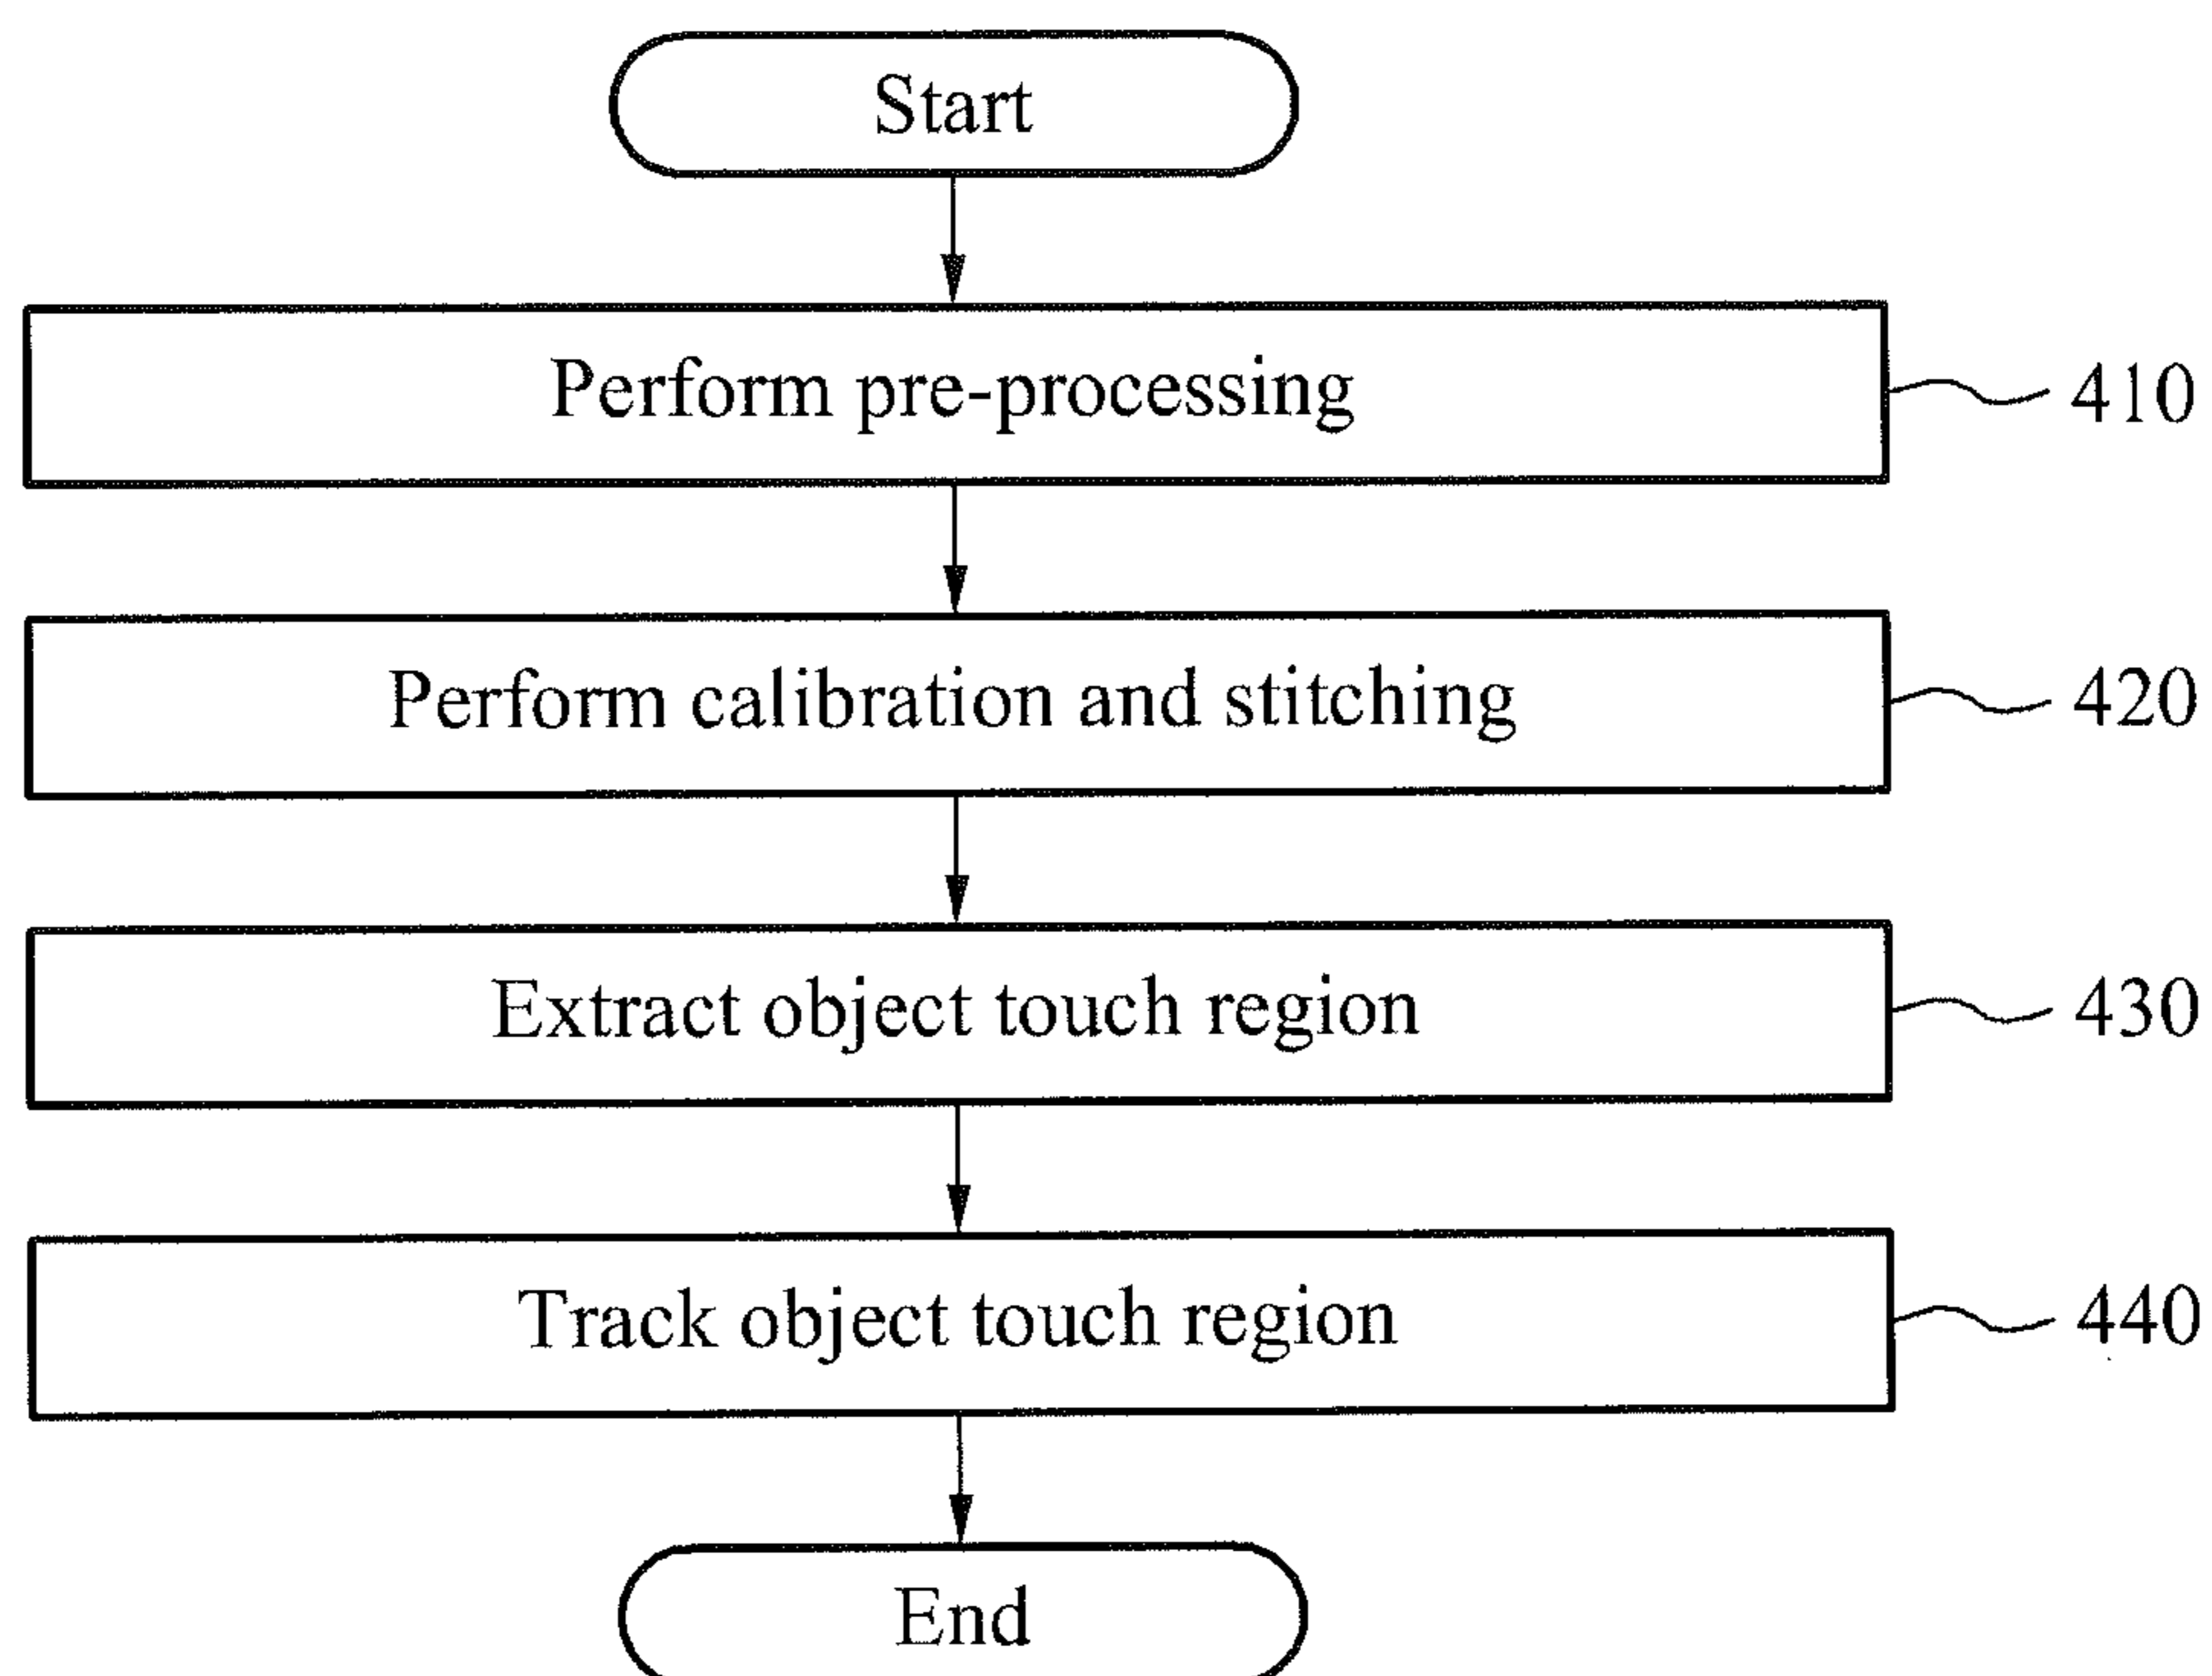 Start
Perform pre-processing
410
Perform calibration and stitching
420
Extract object touch region
430
Track object touch region
440
End